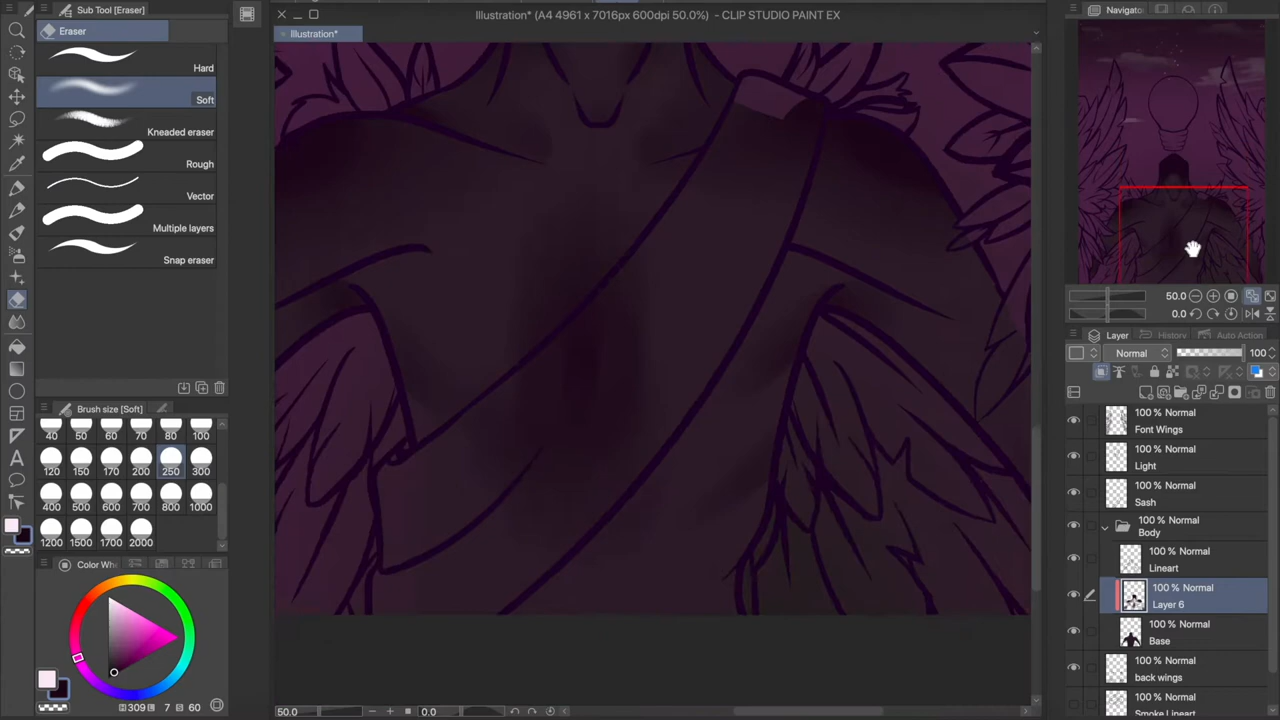 Sub Tool [Eraser]
Illustration* (A4 4961 x 7016px 600dpi 50.0%) - CLIP STUDIO PAINT EX
Navigator
Eraser
Illustration*
Hard
Soft
Kneaded eraser
Rough
Vector
Multiple layers
Snap eraser
50.0
0.0
Layer
History
Auto Action
Normal
100
Brush size [Soft]
40 50 60 70 80 100
120 150 170 200 250 300
400 500 600 700 800 1000
1200 1500 1700 2000
100 % Normal
Font Wings
100 % Normal
Light
100 % Normal
Sash
100 % Normal
Body
100 % Normal
Lineart
100 % Normal
Layer 6
100 % Normal
Base
100 % Normal
back wings
100 % Normal
Smoke Lineart
A
Color Wh
H 309 L 7 S 60
50.0
0.0